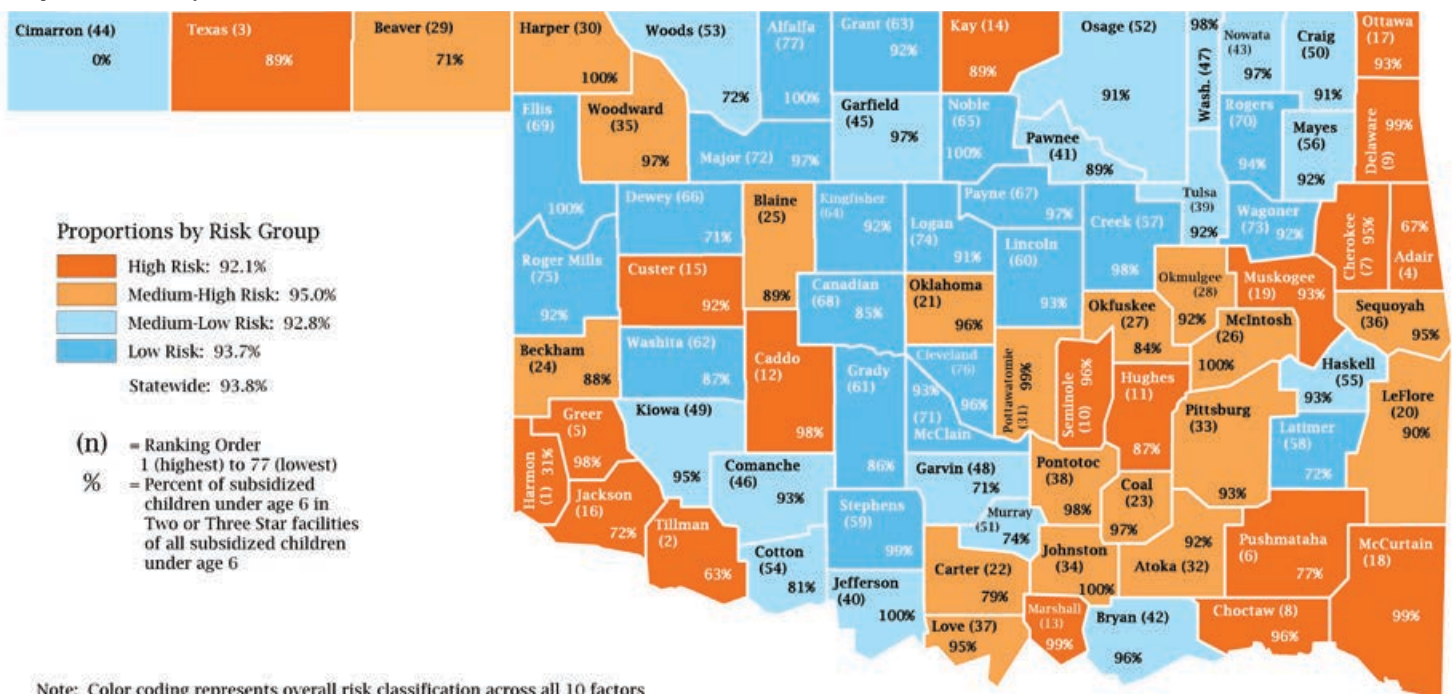 Cimarron (44)
0%
Texas (3)
89%
Beaver (29)
71%
Harper (30)
100%
Woods (53)
72%
Alfalfa
(77)
100%
Grant (63)
92%
Kay (14)
89%
Osage (52)
91%
98%
Wash. (47)
Nowata
(43)
97%
Craig
(50)
91%
Ottawa
(17)
93%
Ellis
(69)
100%
Woodward
(35)
97%
Major (72)
97%
Garfield
(45)
97%
Noble
(65)
100%
Pawnee
(41)
89%
Rogers
(70)
94%
Mayes
(56)
92%
Delaware
(9)
99%
Dewey (66)
71%
Blaine
(25)
89%
Kingfisher
(64)
92%
Logan
(74)
91%
Payne (67)
97%
Creek (57)
98%
Tulsa
(39)
92%
Wagoner
(73)
92%
Cherokee
(7)
95%
67%
Adair
(4)
Proportions by Risk Group
High Risk: 92.1%
Medium-High Risk: 95.0%
Medium-Low Risk: 92.8%
Low Risk: 93.7%
Statewide: 93.8%
Roger Mills
(75)
92%
Custer (15)
92%
Canadian
(68)
85%
Oklahoma
(21)
96%
Lincoln
(60)
93%
Okmulgee
(28)
92%
Muskogee
(19)
93%
Okfuskee
(27)
84%
McIntosh
(26)
100%
Sequoyah
(36)
95%
Beckham
(24)
88%
Washita (62)
87%
Caddo
(12)
98%
Grady
(61)
86%
Cleveland
(76)
96%
93%
(71)
McClain
Pottawatomie
(31)
99%
Seminole
(10)
96%
Hughes
(11)
87%
Haskell
(55)
93%
LeFlore
(20)
90%
Pittsburg
(33)
93%
Latimer
(58)
72%
(n) = Ranking Order
1 (highest) to 77 (lowest)
% = Percent of subsidized
children under age 6 in
Two or Three Star facilities
of all subsidized children
under age 6
Greer
(5)
98%
Kiowa (49)
95%
Harmon
(1)
31%
Jackson
(16)
72%
Comanche
(46)
93%
Garvin (48)
71%
Pontotoc
(38)
98%
Coal
(23)
97%
Tillman
(2)
63%
Stephens
(59)
99%
Murray
(51)
74%
Johnston
(34)
100%
92%
Atoka (32)
Pushmataha
(6)
77%
McCurtain
(18)
99%
Cotton
(54)
81%
Jefferson
(40)
100%
Carter (22)
79%
Love (37)
95%
Marshall
(13)
99%
Bryan (42)
96%
Choctaw (8)
96%
Note: Color coding represents overall risk classification across all 10 factors